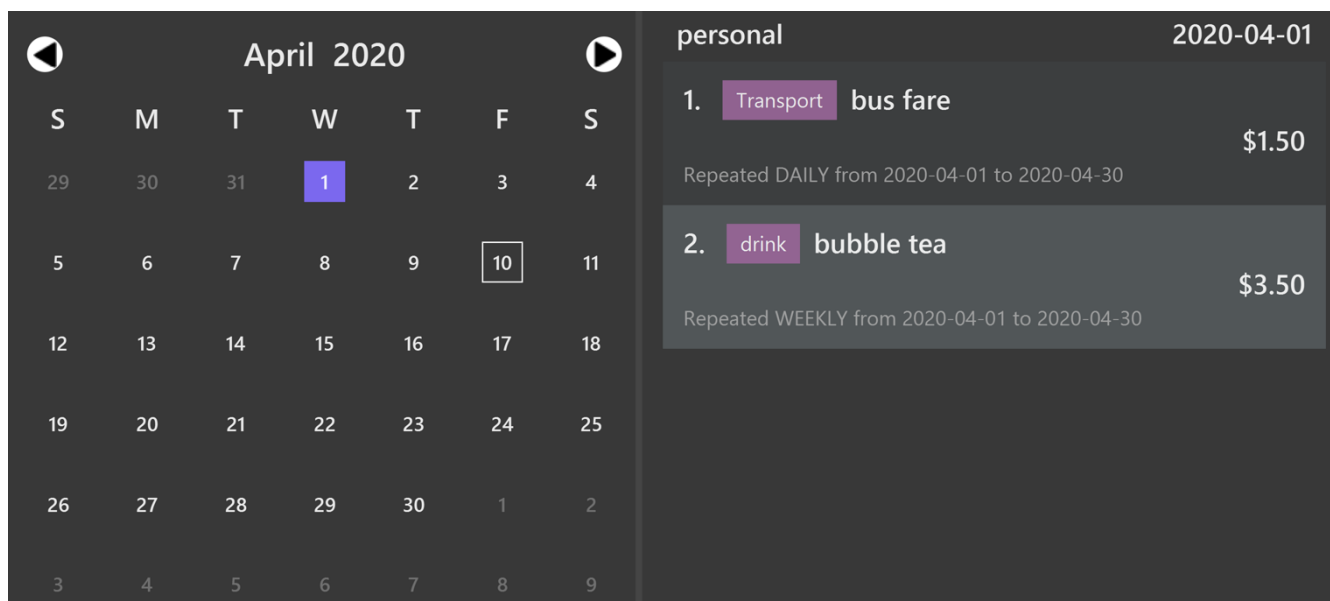 April 2020
S M T W T F S
29 30 31 1 2 3 4
5 6 7 8 9 10 11
12 13 14 15 16 17 18
19 20 21 22 23 24 25
26 27 28 29 30 1 2
3 4 5 6 7 8 9
personal 2020-04-01
1. Transport bus fare
$1.50
Repeated DAILY from 2020-04-01 to 2020-04-30
2. drink bubble tea
$3.50
Repeated WEEKLY from 2020-04-01 to 2020-04-30